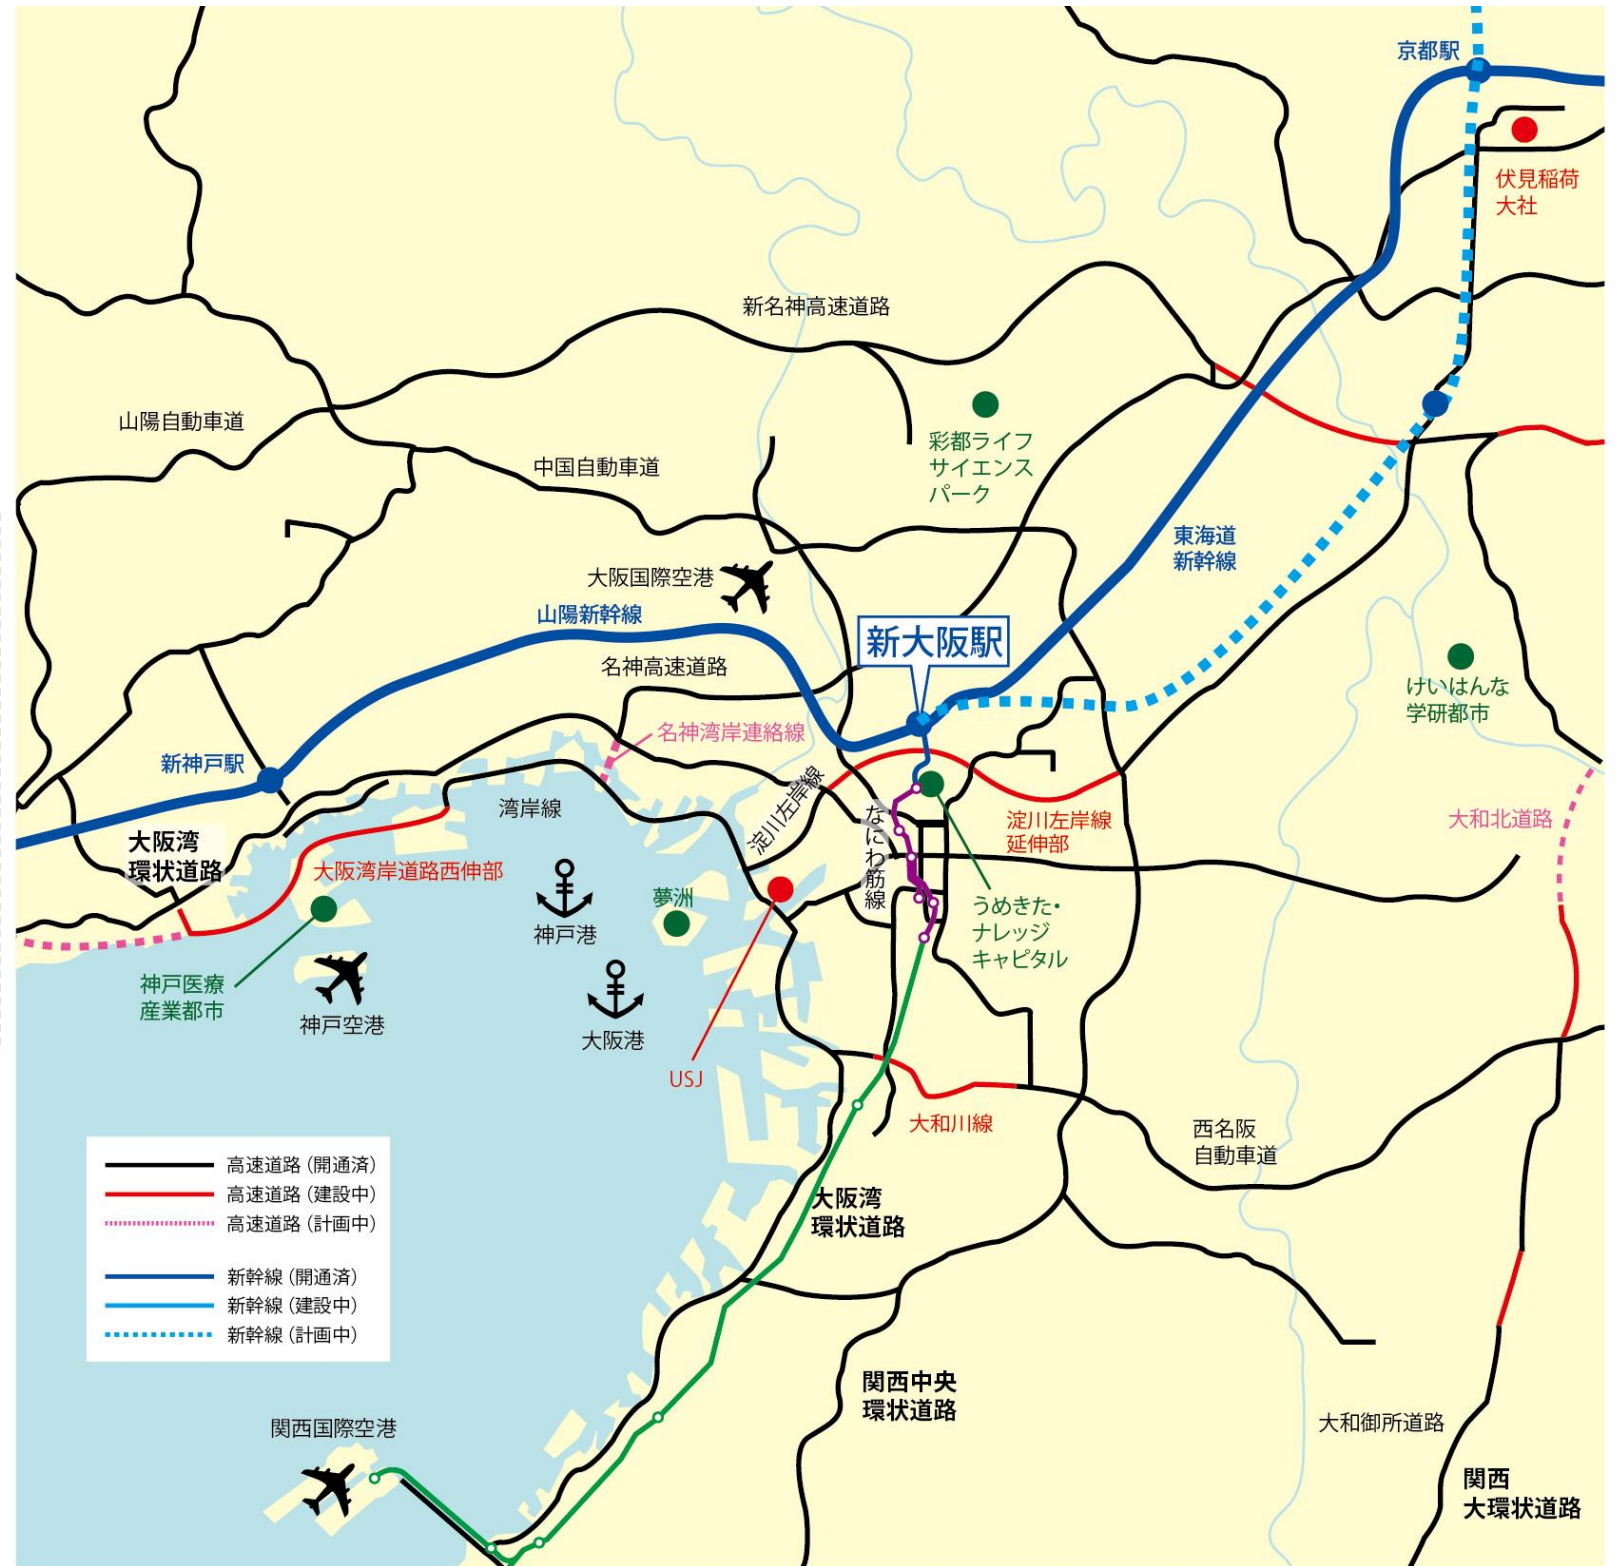 京都駅
伏見稲荷
大社
新名神高速道路
山陽自動車道
彩都ライフ
サイエンス
パーク
中国自動車道
東海道
新幹線
大阪国際空港
山陽新幹線
新大阪駅
名神高速道路
けいはんな
学研都市
名神湾岸連絡線
新神戸駅
淀川左岸線
湾岸線
なにわ筋線
淀川左岸線
延伸部
大和北道路
大阪湾
環状道路
大阪湾岸道路西伸部
夢洲
うめきた・
ナレッジ
キャピタル
神戸港
神戸医療
産業都市
神戸空港
大阪港
USJ
大和川線
西名阪
自動車道
高速道路（開通済）
高速道路（建設中）
高速道路（計画中）
新幹線（開通済）
新幹線（建設中）
新幹線（計画中）
大阪湾
環状道路
関西中央
環状道路
関西国際空港
大和御所道路
関西
大環状道路